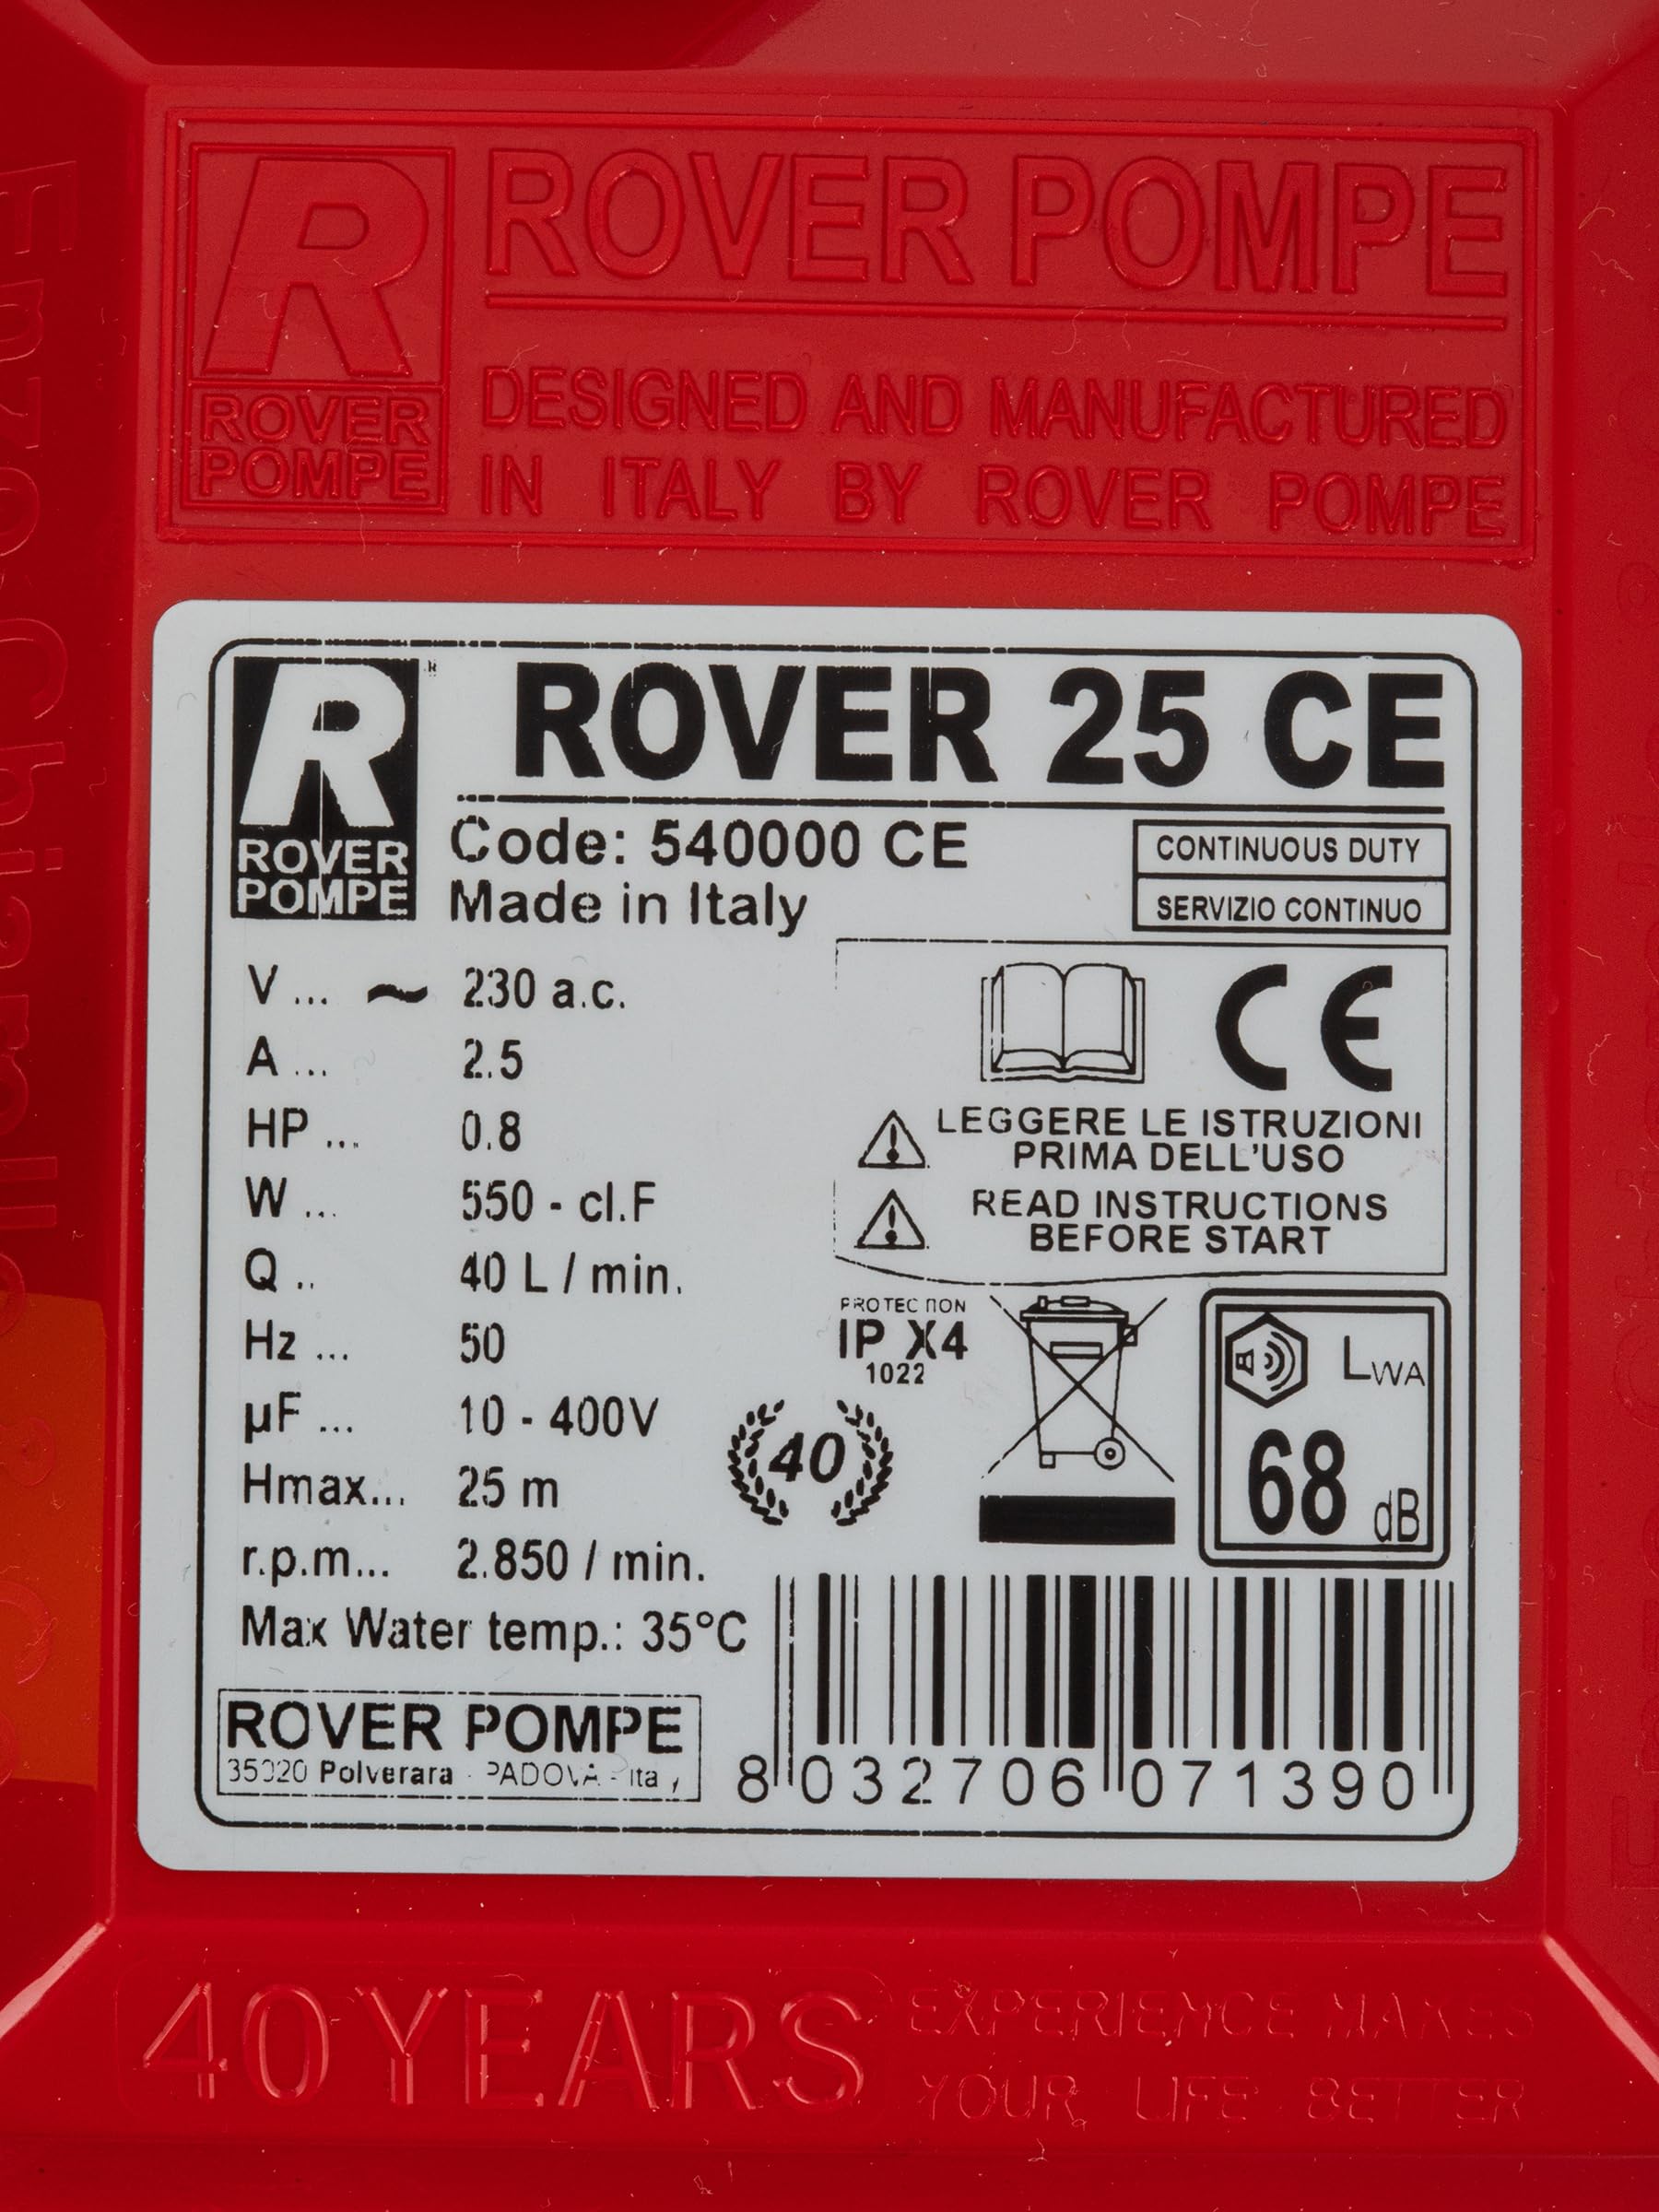 ROVER POMPE
DESIGNED AND MANUFACTURED
IN ITALY BY ROVER POMPE
R
ROVER
POMPE
R
ROVER
POMPE
ROVER 25 CE
Code: 540000 CE
Made in Italy
CONTINUOUS DUTY
SERVIZIO CONTINUO
V ... ~ 230 a.c.
A ... 2.5
HP ... 0.8
W ... 550 - cl.F
Q .. 40 L / min.
Hz ... 50
µF ... 10 - 400V
Hmax... 25 m
r.p.m... 2.850 / min.
Max Water temp.: 35°C
CE
LEGGERE LE ISTRUZIONI
PRIMA DELL'USO
READ INSTRUCTIONS
BEFORE START
PROTECTION
IP X4
1022
40
LWA
68 dB
ROVER POMPE
35020 Polverara - PADOVA - Italy
8 032706 071390
40 YEARS
EXPERIENCE MAKES
YOUR LIFE BETTER